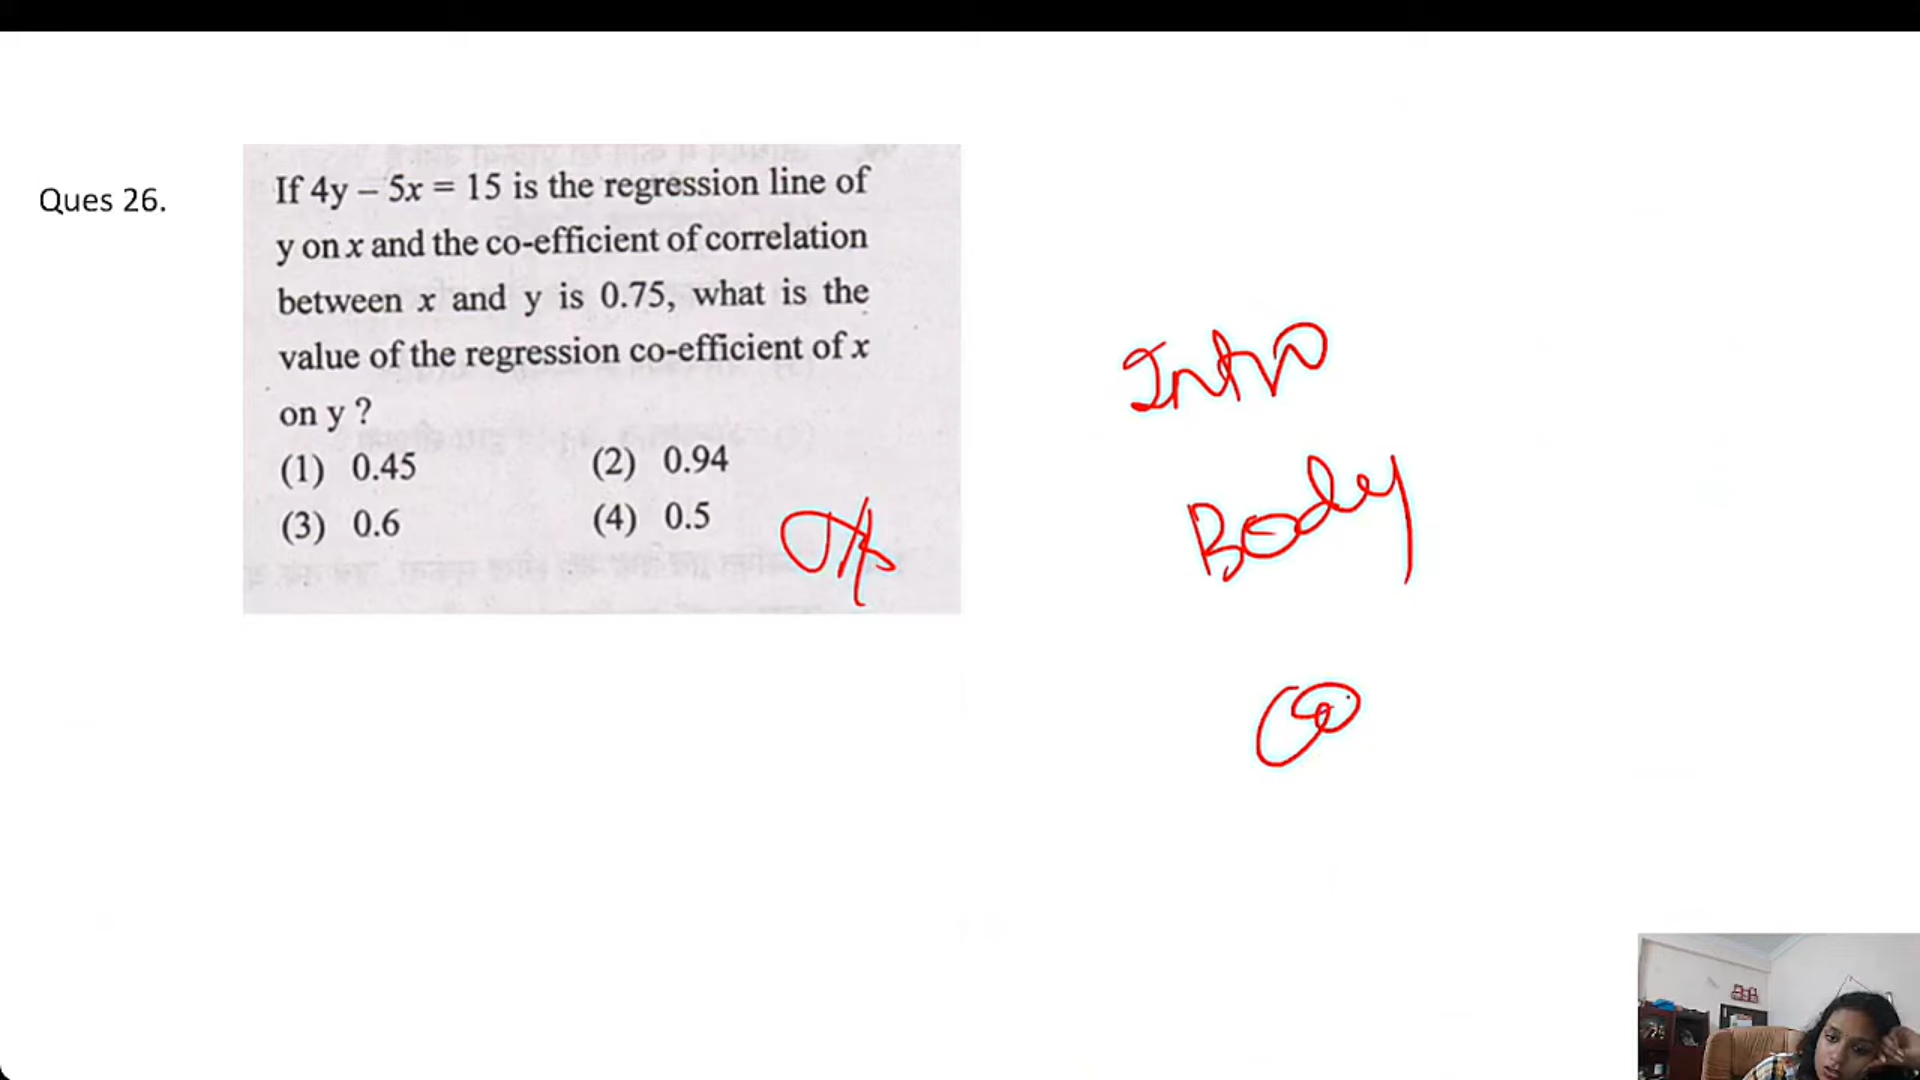 Ques 26.
If 4y – 5x = 15 is the regression line of
y on x and the co-efficient of correlation
between x and y is 0.75, what is the
value of the regression co-efficient of x
on y ?
(1) 0.45 (2) 0.94
(3) 0.6 (4) 0.5
Intro
Body